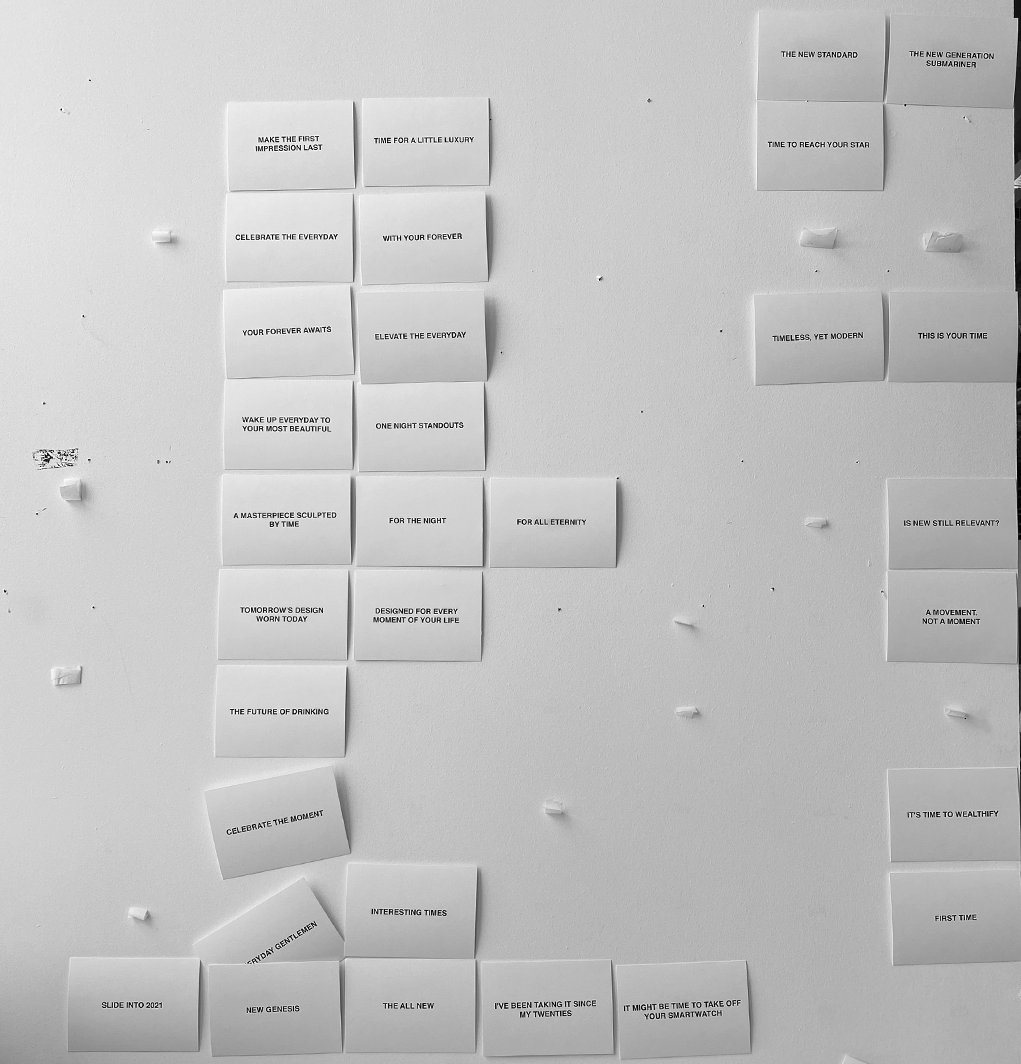 THE NEW STANDARD
THE NEW GENERATION
SUBMARINER
MAKE THE FIRST
IMPRESSION LAST
TIME FOR A LITTLE LUXURY
TIME TO REACH YOUR STAR
CELEBRATE THE EVERYDAY
WITH YOUR FOREVER
YOUR FOREVER AWAITS
ELEVATE THE EVERYDAY
TIMELESS, YET MODERN
THIS IS YOUR TIME
WAKE UP EVERYDAY TO
YOUR MOST BEAUTIFUL
ONE NIGHT STANDOUTS
A MASTERPIECE SCULPTED
BY TIME
FOR THE NIGHT
FOR ALL ETERNITY
IS NEW STILL RELEVANT?
TOMORROW'S DESIGN
WORN TODAY
DESIGNED FOR EVERY
MOMENT OF YOUR LIFE
A MOVEMENT.
NOT A MOMENT
THE FUTURE OF DRINKING
CELEBRATE THE MOMENT
IT'S TIME TO WEALTHIFY
INTERESTING TIMES
FIRST TIME
ERYDAY GENTLEMEN
SLIDE INTO 2021
NEW GENESIS
THE ALL NEW
I'VE BEEN TAKING IT SINCE
MY TWENTIES
IT MIGHT BE TIME TO TAKE OFF
YOUR SMARTWATCH